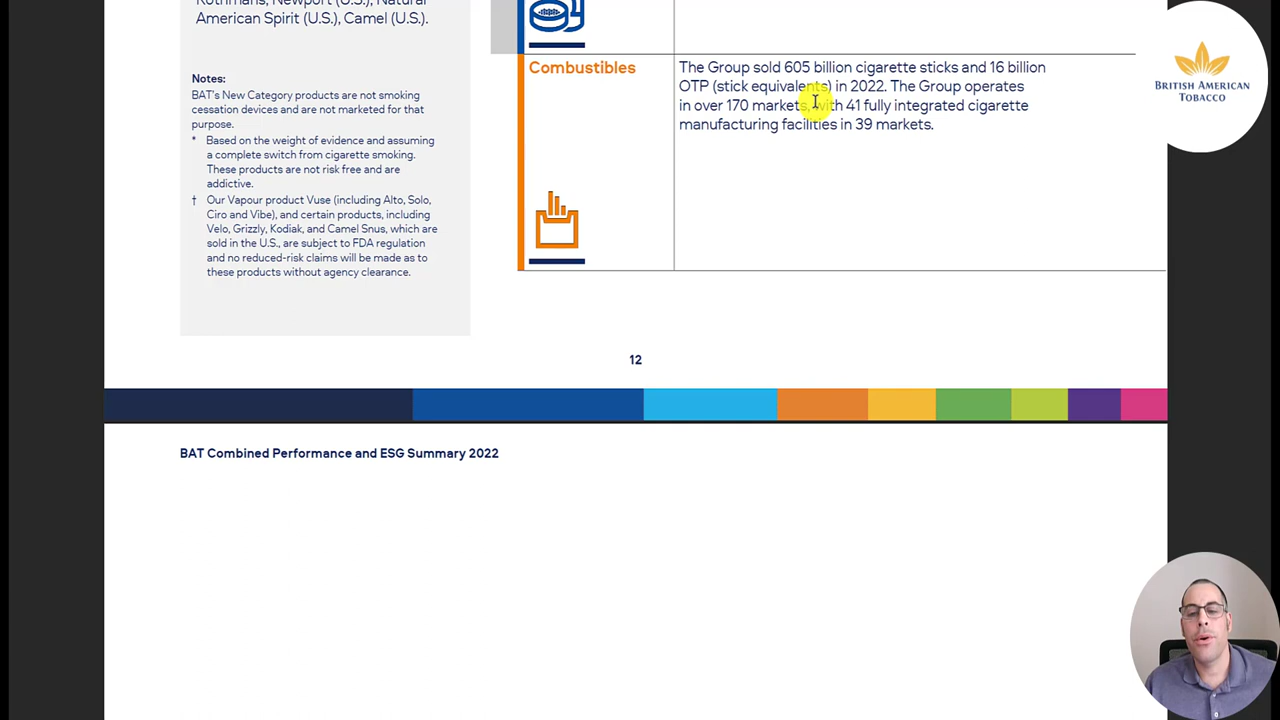 Rothmans, Newport (U.S.), Natural
American Spirit (U.S.), Camel (U.S.).
Notes:
BAT's New Category products are not smoking
cessation devices and are not marketed for that
purpose.
* Based on the weight of evidence and assuming
a complete switch from cigarette smoking.
These products are not risk free and are
addictive.
† Our Vapour product Vuse (including Alto, Solo,
Ciro and Vibe), and certain products, including
Velo, Grizzly, Kodiak, and Camel Snus, which are
sold in the U.S., are subject to FDA regulation
and no reduced-risk claims will be made as to
these products without agency clearance.
Combustibles
The Group sold 605 billion cigarette sticks and 16 billion
OTP (stick equivalents) in 2022. The Group operates
in over 170 markets, with 41 fully integrated cigarette
manufacturing facilities in 39 markets.
BRITISH AMERICAN
TOBACCO
12
BAT Combined Performance and ESG Summary 2022